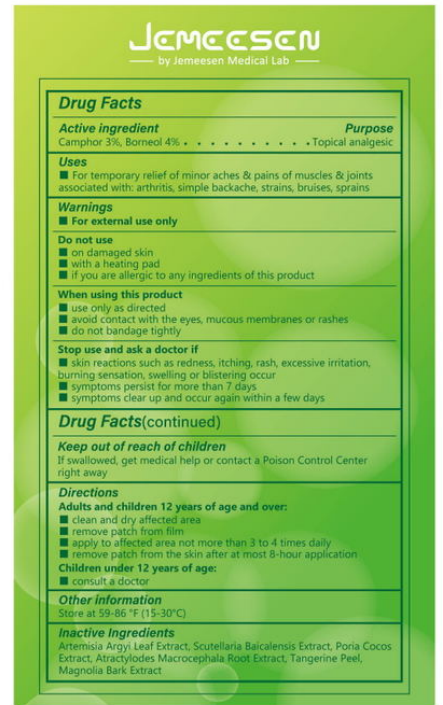 JEMEESEN
by Jemeesen Medical Lab
Drug Facts
Active ingredient Purpose
Camphor 3%, Borneol 4% • • • • • • • • • • Topical analgesic
Uses
■ For temporary relief of minor aches & pains of muscles & joints
associated with: arthritis, simple backache, strains, bruises, sprains
Warnings
■ For external use only
Do not use
■ on damaged skin
■ with a heating pad
■ if you are allergic to any ingredients of this product
When using this product
■ use only as directed
■ avoid contact with the eyes, mucous membranes or rashes
■ do not bandage tightly
Stop use and ask a doctor if
■ skin reactions such as redness, itching, rash, excessive irritation,
burning sensation, swelling or blistering occur
■ symptoms persist for more than 7 days
■ symptoms clear up and occur again within a few days
Drug Facts(continued)
Keep out of reach of children
If swallowed, get medical help or contact a Poison Control Center
right away
Directions
Adults and children 12 years of age and over:
■ clean and dry affected area
■ remove patch from film
■ apply to affected area not more than 3 to 4 times daily
■ remove patch from the skin after at most 8-hour application
Children under 12 years of age:
■ consult a doctor
Other information
Store at 59-86 °F (15-30°C)
Inactive Ingredients
Artemisia Argyi Leaf Extract, Scutellaria Baicalensis Extract, Poria Cocos
Extract, Atractylodes Macrocephala Root Extract, Tangerine Peel,
Magnolia Bark Extract